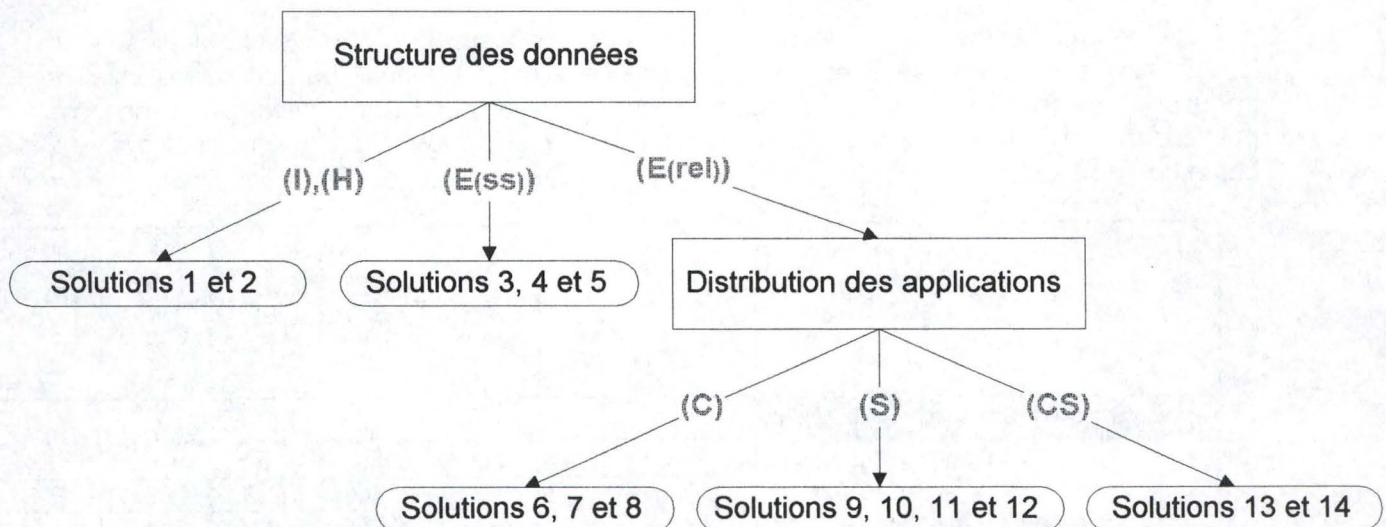 Structure des données
(I),(H)
(E(ss))
(E(rel))
Solutions 1 et 2
Solutions 3, 4 et 5
Distribution des applications
(C)
(S)
(CS)
Solutions 6, 7 et 8
Solutions 9, 10, 11 et 12
Solutions 13 et 14